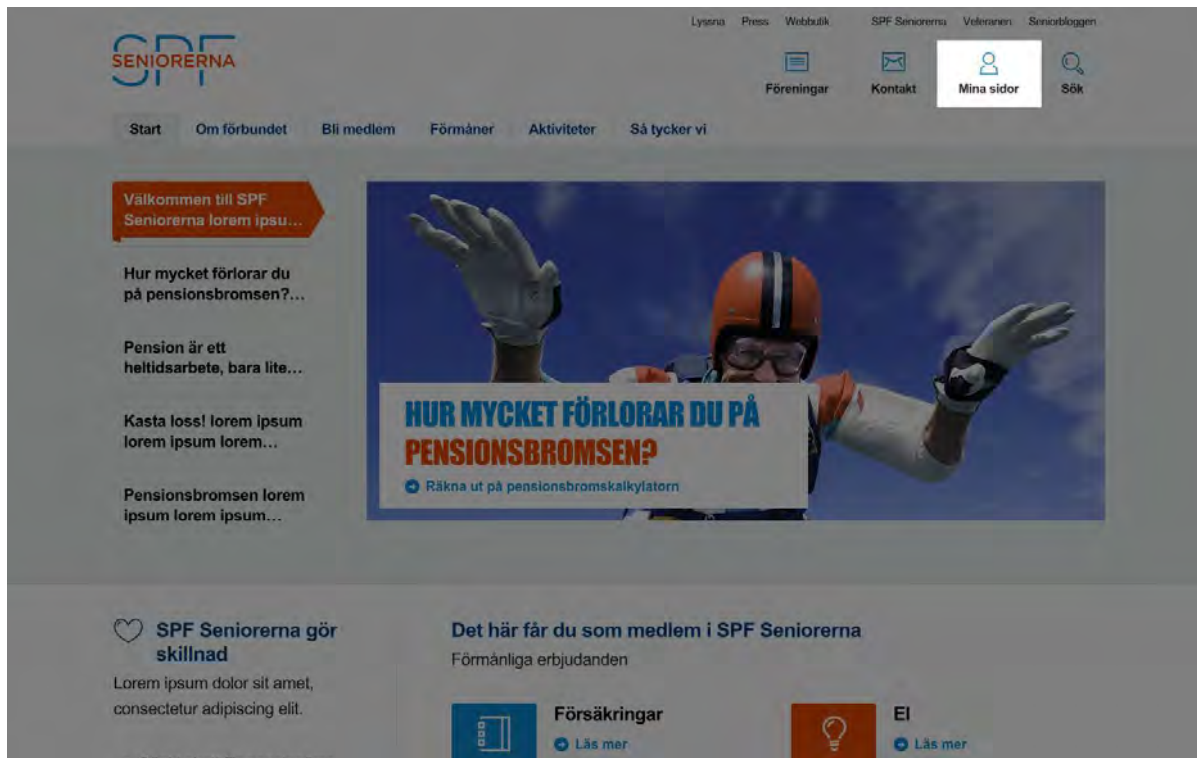 Lyssna Press Webbutik SPF Seniorerna Veteranen Seniorbloggen
SPF
SENIORERNA
Föreningar Kontakt Mina sidor Sök
Start Om förbundet Bli medlem Förmåner Aktiviteter Så tycker vi
Välkommen till SPF
Seniorerna lorem ipsu...
Hur mycket förlorar du
på pensionsbromsen?...
Pension är ett
heltidsarbete, bara lite...
Kasta loss! lorem ipsum
lorem ipsum lorem...
Pensionsbromsen lorem
ipsum lorem ipsum...
HUR MYCKET FÖRLORAR DU PÅ
PENSIONSBROMSEN?
Räkna ut på pensionsbromskalkylatorn
SPF Seniorerna gör
skillnad
Lorem ipsum dolor sit amet,
consectetur adipiscing elit.
Det här får du som medlem i SPF Seniorerna
Förmånliga erbjudanden
Försäkringar
Läs mer
El
Läs mer